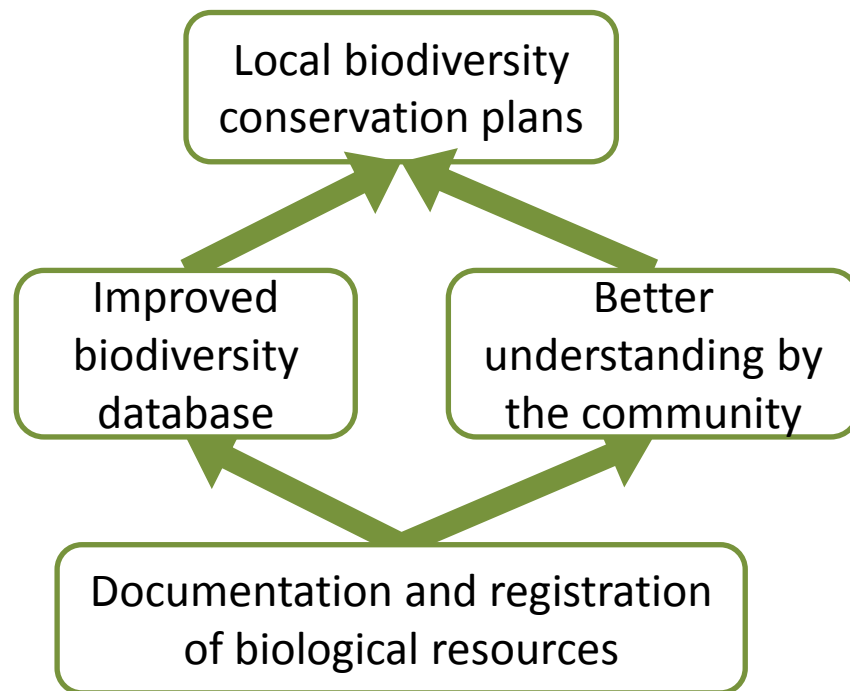 Local biodiversity
conservation plans
Improved
biodiversity
database
Better
understanding by
the community
Documentation and registration
of biological resources